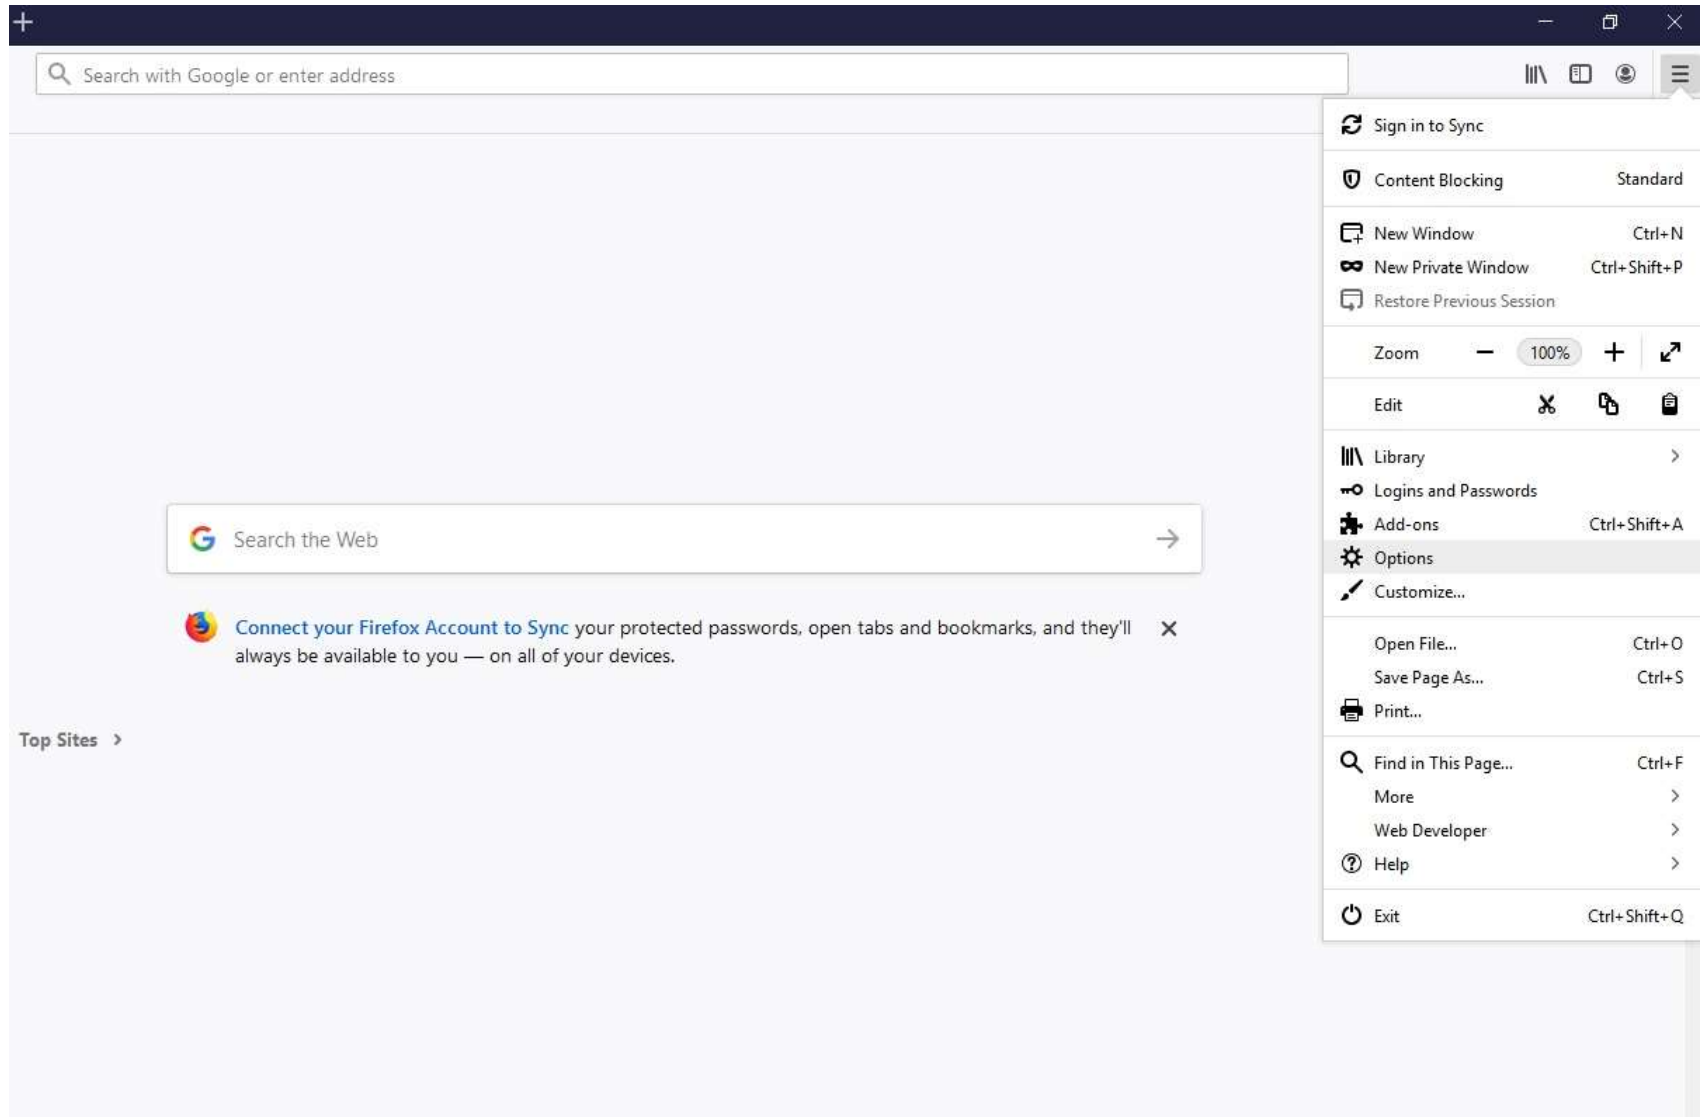 Search with Google or enter address
Sign in to Sync
Content Blocking Standard
New Window Ctrl+N
New Private Window Ctrl+Shift+P
Restore Previous Session
Zoom 100%
Edit
Library
Logins and Passwords
Add-ons Ctrl+Shift+A
Options
Customize...
Open File... Ctrl+O
Save Page As... Ctrl+S
Print...
Find in This Page... Ctrl+F
More
Web Developer
Help
Exit Ctrl+Shift+Q
Search the Web
Connect your Firefox Account to Sync your protected passwords, open tabs and bookmarks, and they'll
always be available to you — on all of your devices.
Top Sites